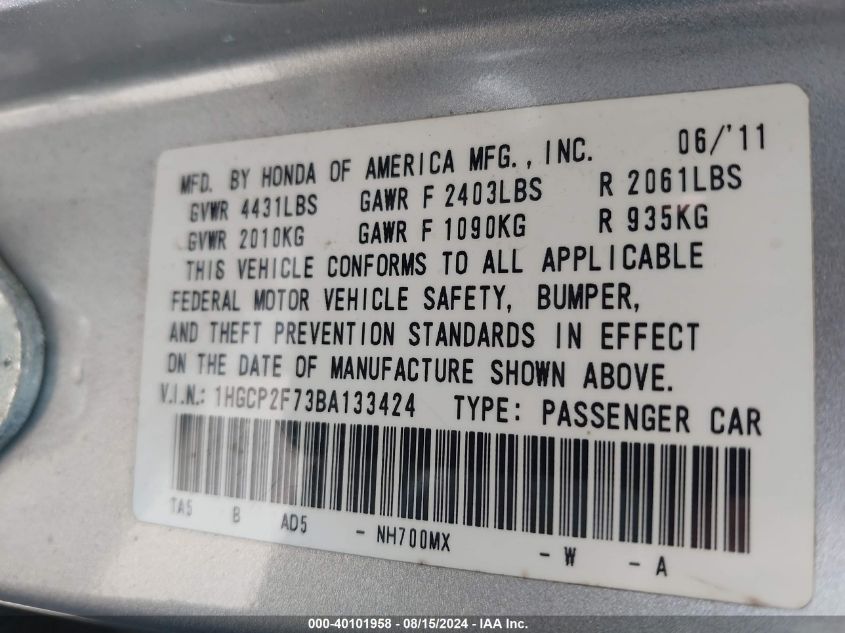 MFD. BY HONDA OF AMERICA MFG., INC. 06/'11
GVWR 4431LBS GAWR F 2403LBS R 2061LBS
GVWR 2010KG GAWR F 1090KG R 935KG
THIS VEHICLE CONFORMS TO ALL APPLICABLE
FEDERAL MOTOR VEHICLE SAFETY, BUMPER,
AND THEFT PREVENTION STANDARDS IN EFFECT
ON THE DATE OF MANUFACTURE SHOWN ABOVE.
V.I.N.: 1HGCP2F73BA133424 TYPE: PASSENGER CAR
TA5 B AD5 - NH700MX - W - A
000-40101958 - 08/15/2024 - IAA Inc.